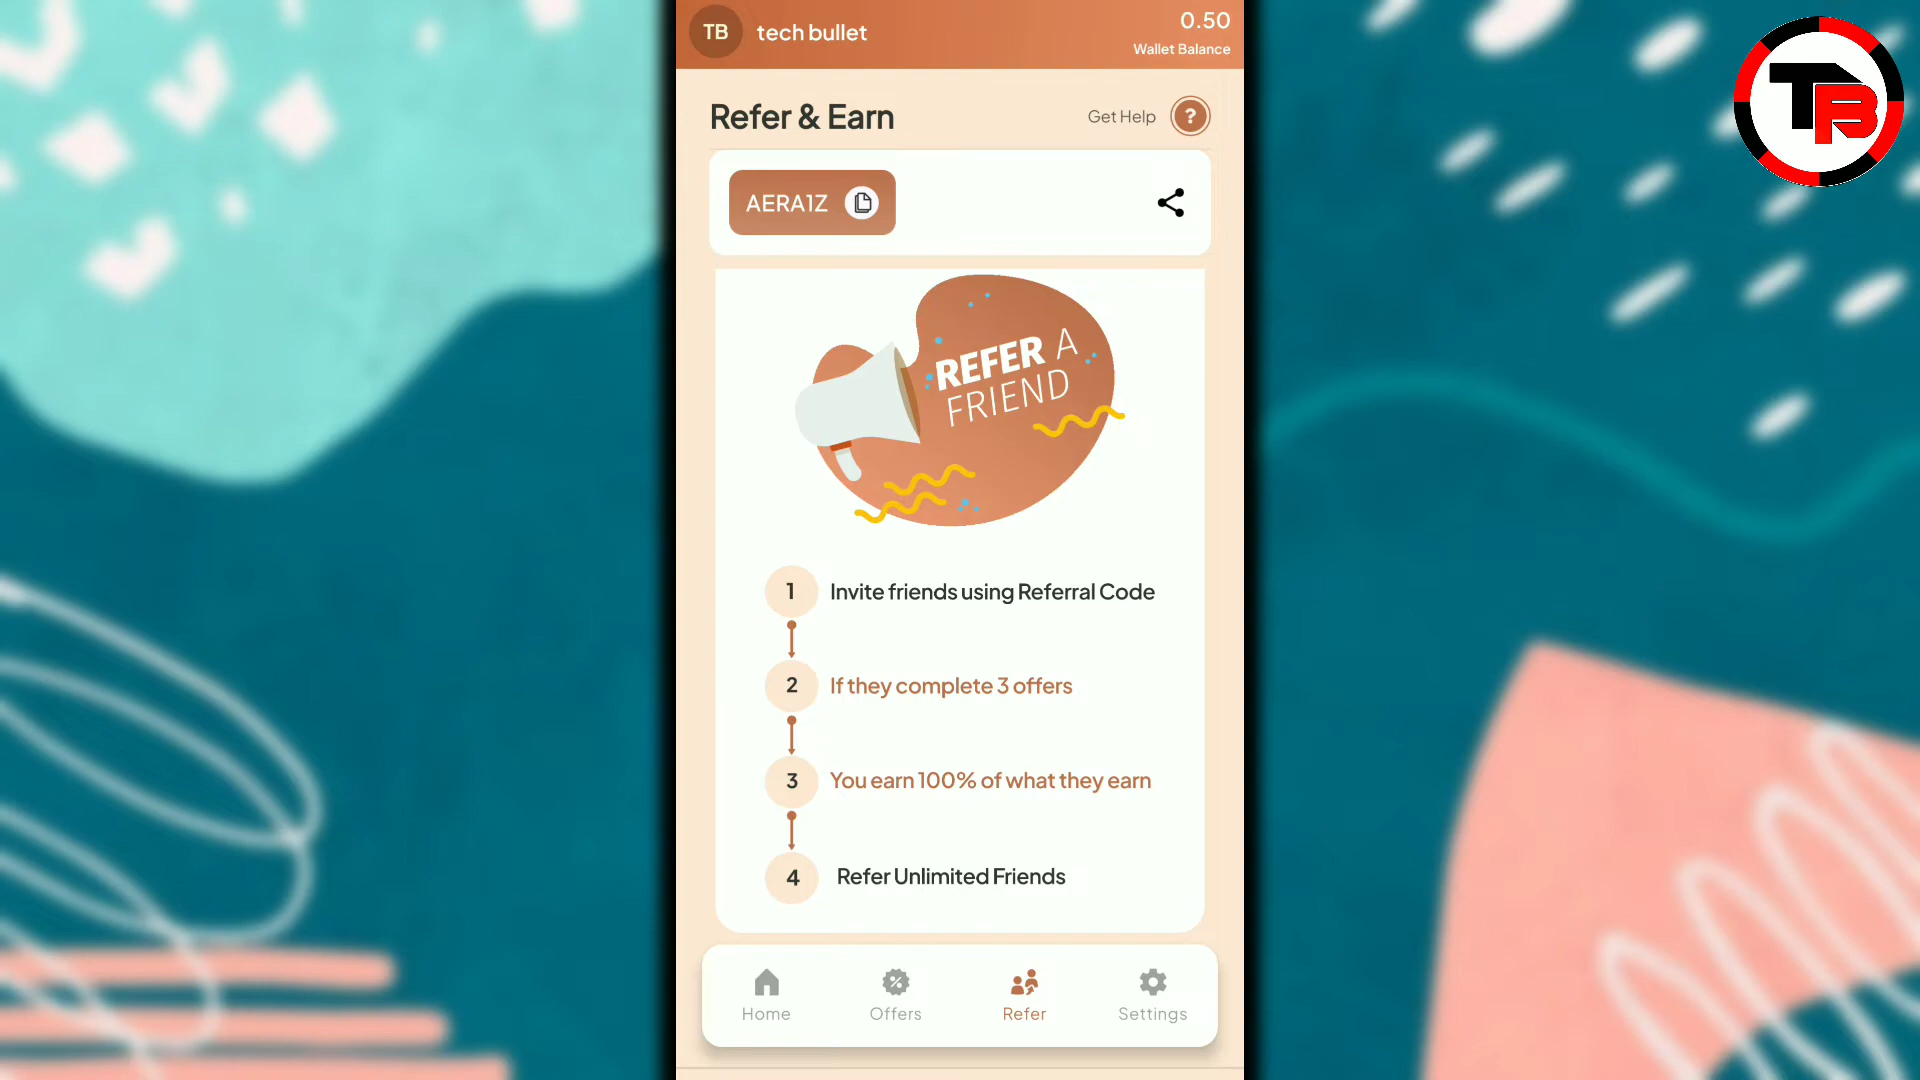 TB
tech bullet
0.50
Wallet Balance
TB
Refer & Earn
Get Help
?
AERA1Z
REFER A
FRIEND
1
Invite friends using Referral Code
2
If they complete 3 offers
3
You earn 100% of what they earn
4
Refer Unlimited Friends
Home
Offers
Refer
Settings